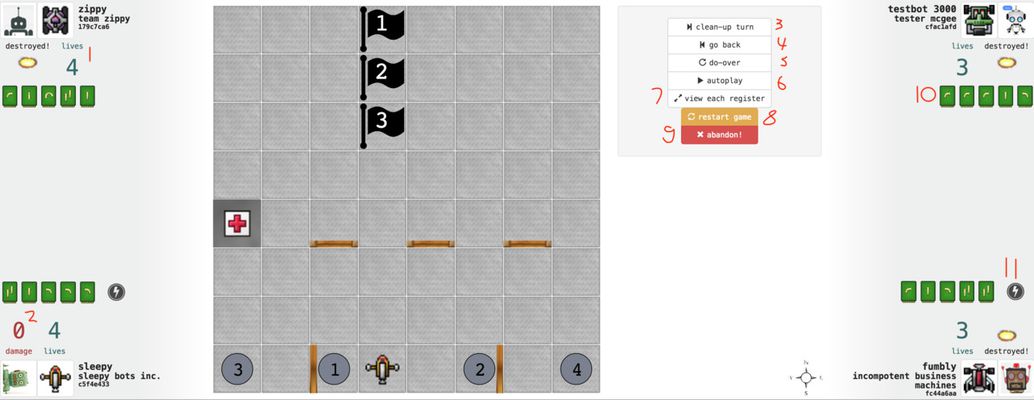 zippy
team zippy
179c7ca6
destroyed!
lives
4
1
1
2
3
clean-up turn
3
go back
4
do-over
5
autoplay
6
7
view each register
restart game
8
9
abandon!
testbot 3000
tester mcgee
cfac1afd
lives
destroyed!
3
10
11
2
0
4
damage
lives
sleepy
sleepy bots inc.
c5f4e433
3
1
2
4
3
lives
destroyed!
fumbly
incompotent business
machines
fc44a6aa